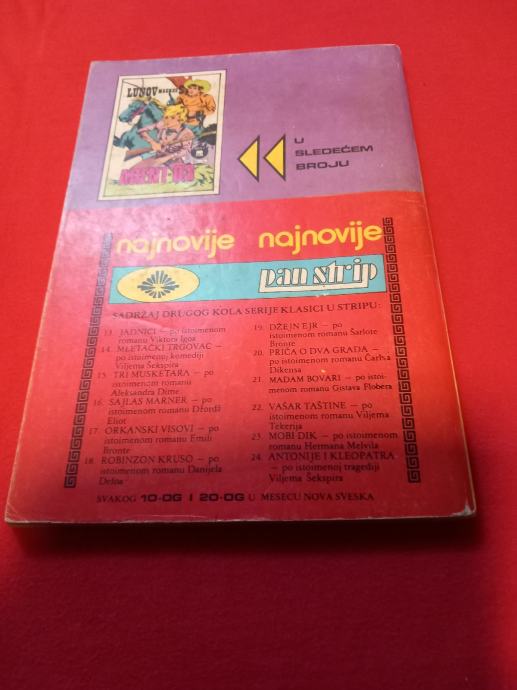 LUNOV MAGNUS
AGENT 03
U
SLEDEĆEM
BROJU
najnovije najnovije
pan strip
SADRŽAJ DRUGOG KOLA SERIJE KLASICI U STRIPU:
13. JADNICI — po istoimenom
romanu Viktora Igoa
14. MLETAČKI TRGOVAC —
po istoimenoj komediji
Viljema Šekspira
15. TRI MUSKETARA — po
istoimenom romanu
Aleksandra Dime
16. SAJLAS MARNER — po
istoimenom romanu Džordž
Eliot
17. ORKANSKI VISOVI — po
istoimenom romanu Emili
Bronte
18. ROBINZON KRUSO — po
istoimenom romanu Danijela
Defoa
19. DŽEJN EJR — po
istoimenom romanu Šarlote
Bronte
20. PRIČA O DVA GRADA — po
istoimenom romanu Čarlsa
Dikensa
21. MADAM BOVARI — po istoi-
menom romanu Gistava Flobera
22. VAŠAR TAŠTINE — po
istoimenom romanu Viljema
Tekerija
23. MOBI DIK — po istoimenom
romanu Hermana Melvila
24. ANTONIJE I KLEOPATRA
— po istoimenoj tragediji
Viljema Šekspira
SVAKOG 10-OG I 20-OG U MESECU NOVA SVESKA